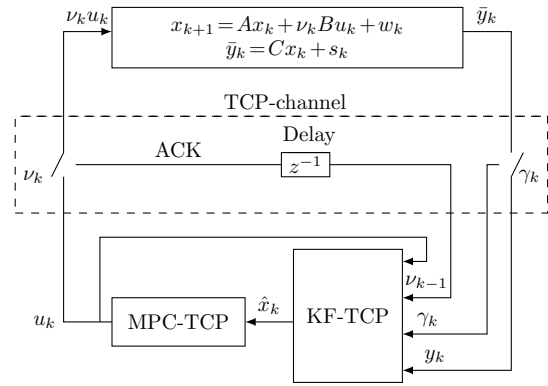 ν_k u_k
x_{k+1} = Ax_k + ν_k Bu_k + w_k
ȳ_k = Cx_k + s_k
ȳ_k
TCP-channel
ν_k
ACK
Delay
z^{-1}
γ_k
u_k
MPC-TCP
x̂_k
KF-TCP
ν_{k-1}
γ_k
y_k